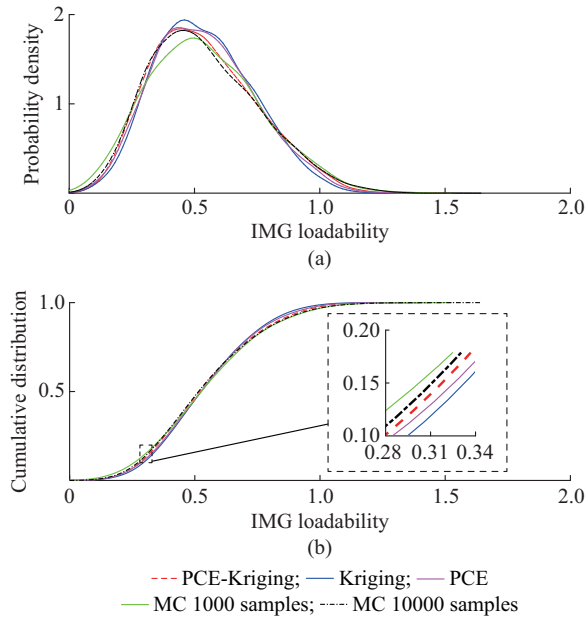 2
1
0
0.5
1.0
1.5
2.0
Probability density
IMG loadability
(a)
1.0
0.5
0
0.5
1.0
1.5
2.0
Cumulative distribution
IMG loadability
0.20
0.15
0.10
0.28
0.31
0.34
(b)
PCE-Kriging; Kriging; PCE
MC 1000 samples; MC 10000 samples